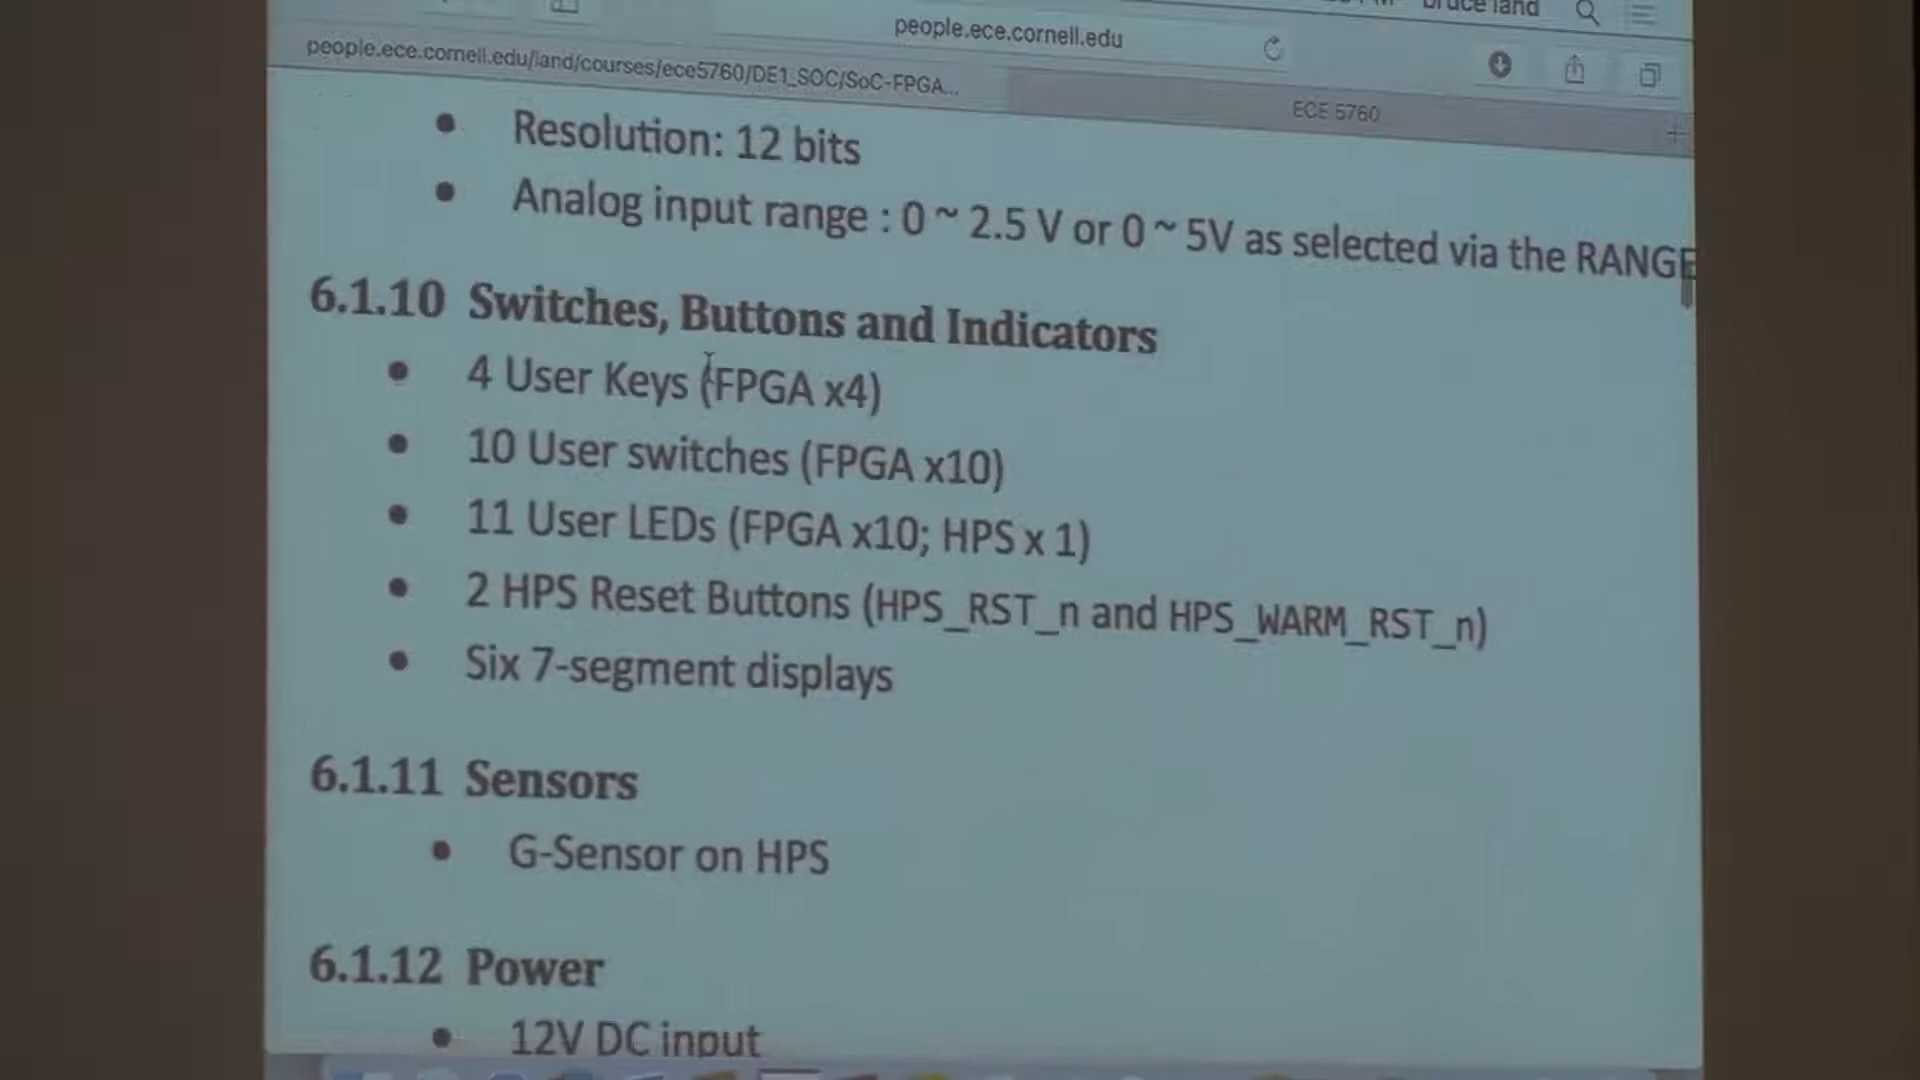 bruce land
people.ece.cornell.edu
people.ece.cornell.edu/land/courses/ece5760/DE1_SOC/SoC-FPGA...
ECE 5760
• Resolution: 12 bits
• Analog input range : 0 ~ 2.5 V or 0 ~ 5V as selected via the RANGE
6.1.10 Switches, Buttons and Indicators
• 4 User Keys (FPGA x4)
• 10 User switches (FPGA x10)
• 11 User LEDs (FPGA x10; HPS x 1)
• 2 HPS Reset Buttons (HPS_RST_n and HPS_WARM_RST_n)
• Six 7-segment displays
6.1.11 Sensors
• G-Sensor on HPS
6.1.12 Power
• 12V DC input